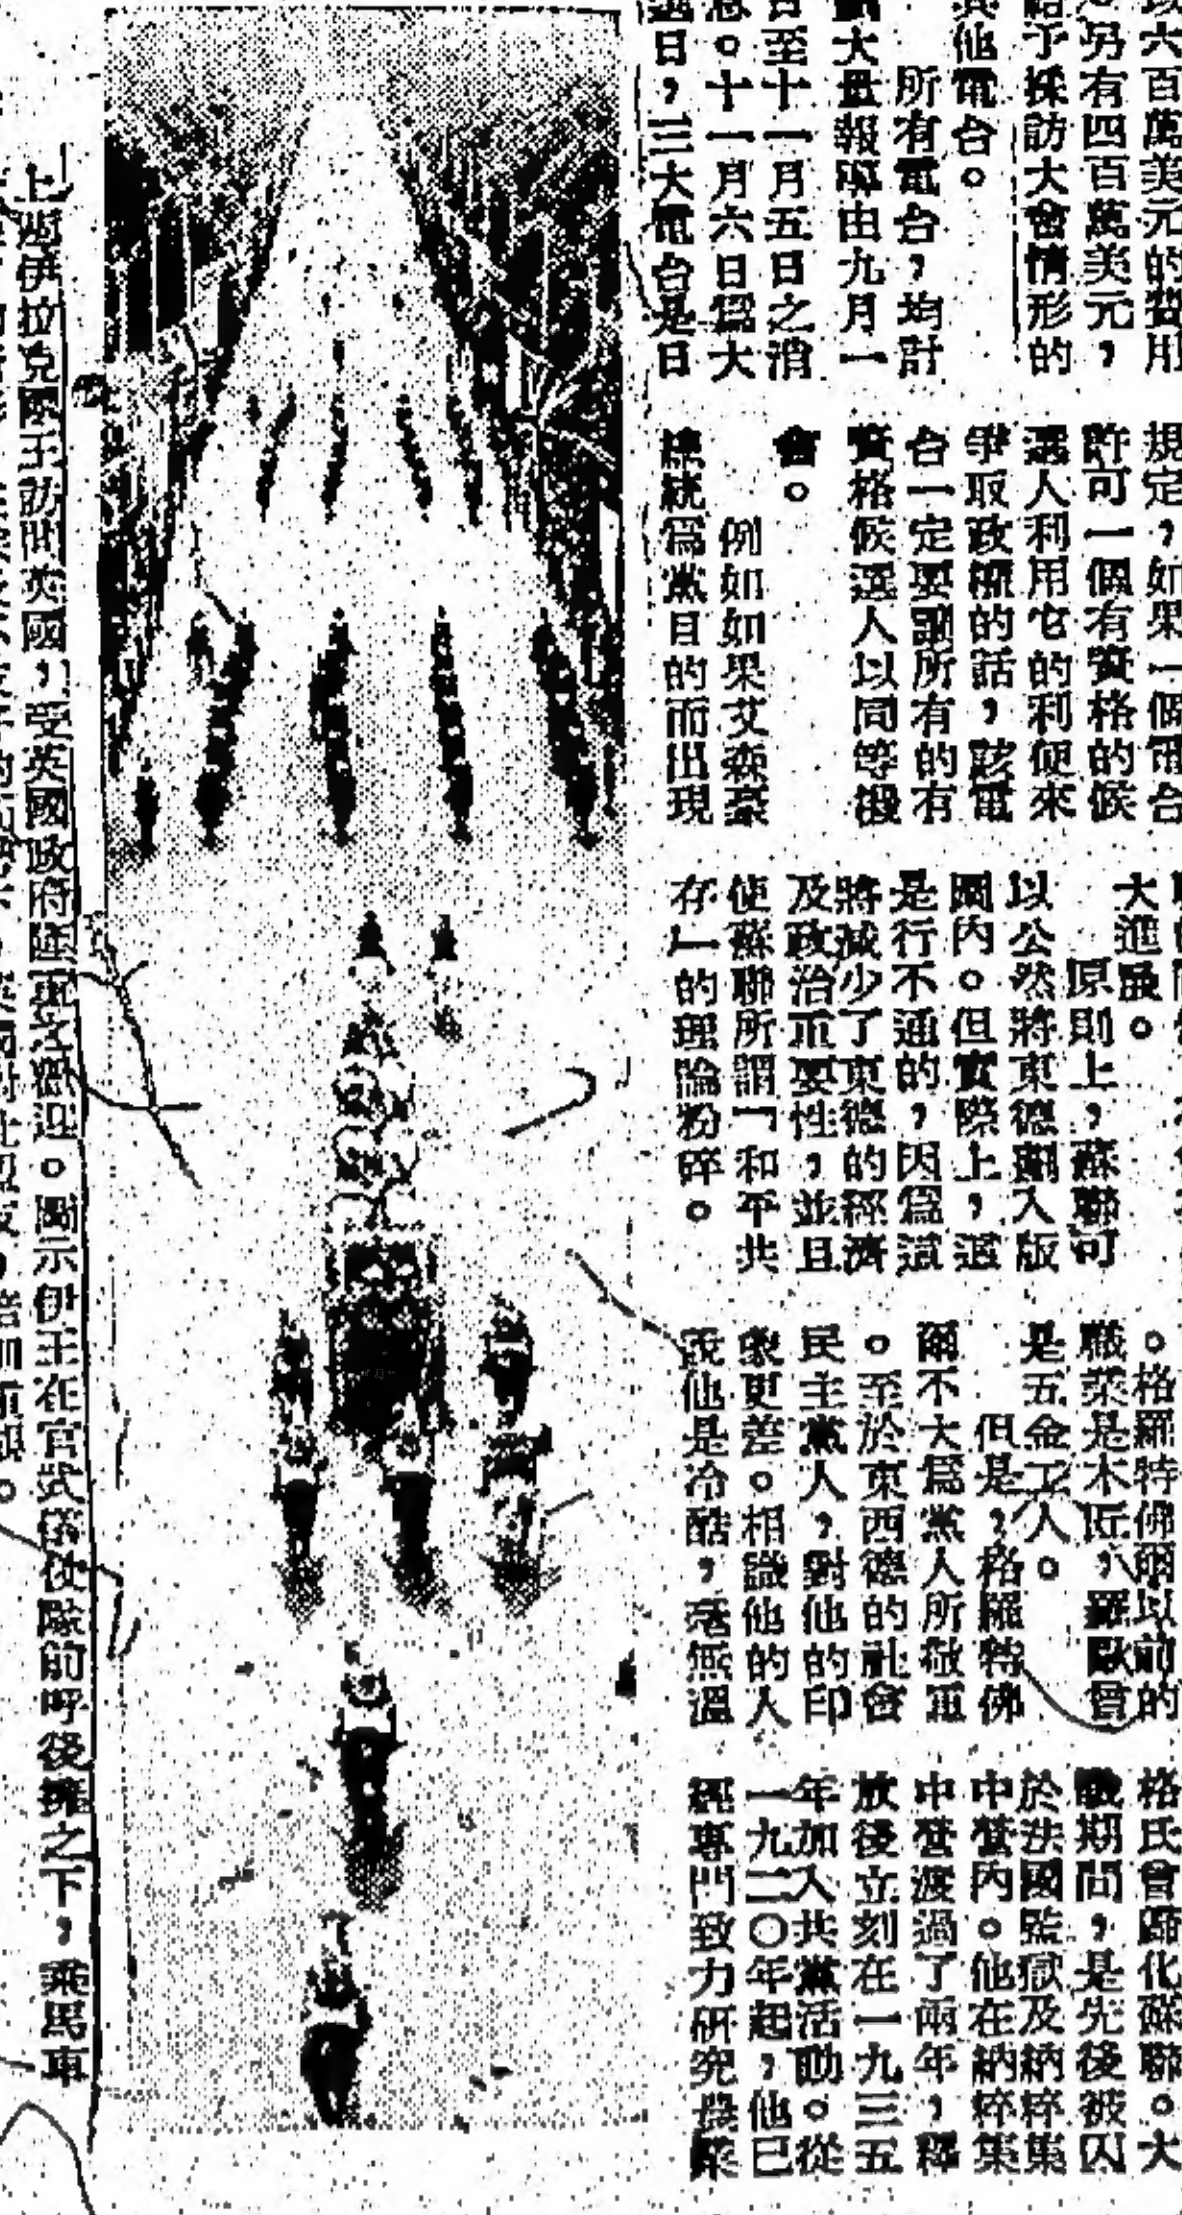 以六百萬美元的費用
。另有四百萬美元,
給予採訪大會情形的
其他電台。
所有電台,均計
劃大量報導由九月一
日至十一月五日之消
息。十一月六日爲大
選日,三大電台是日
規定,如果一個電台
許可一個有資格的候
選人利用它的利便來
爭取政權的話,該電
台一定要讓所有的有
資格候選人以同等機
會。
例如如果艾森豪
總統爲黨目的而出現
大進展。
原則上,蘇聯可
以公然將東德劃入版
圖內。但實際上,這
是行不通的,因爲這
將減少了東德的經濟
及政治重要性,並且
使蘇聯所謂「和平共
存」的理論粉碎。
。格羅特佛爾以前的
職業是木匠,羅歐曾
是五金工人。
但是,格羅特佛
爾不大爲黨人所敬重
。至於東西德的社會
民主黨人,對他的印
象更差。相識他的人
說他是冷酷,毫無溫
格氏曾歸化蘇聯。大
戰期間,是先後被囚
於法國監獄及納粹集
中營內。他在納粹集
中營渡過了兩年,釋
放後立刻在一九三五
年加入共黨活動。從
一九二〇年起,他已
經專門致力研究農業
上週伊拉克國王訪問英國,受英國政府隆重之歡迎。圖示伊王在官武儀仗隊前呼後擁之下,乘馬車